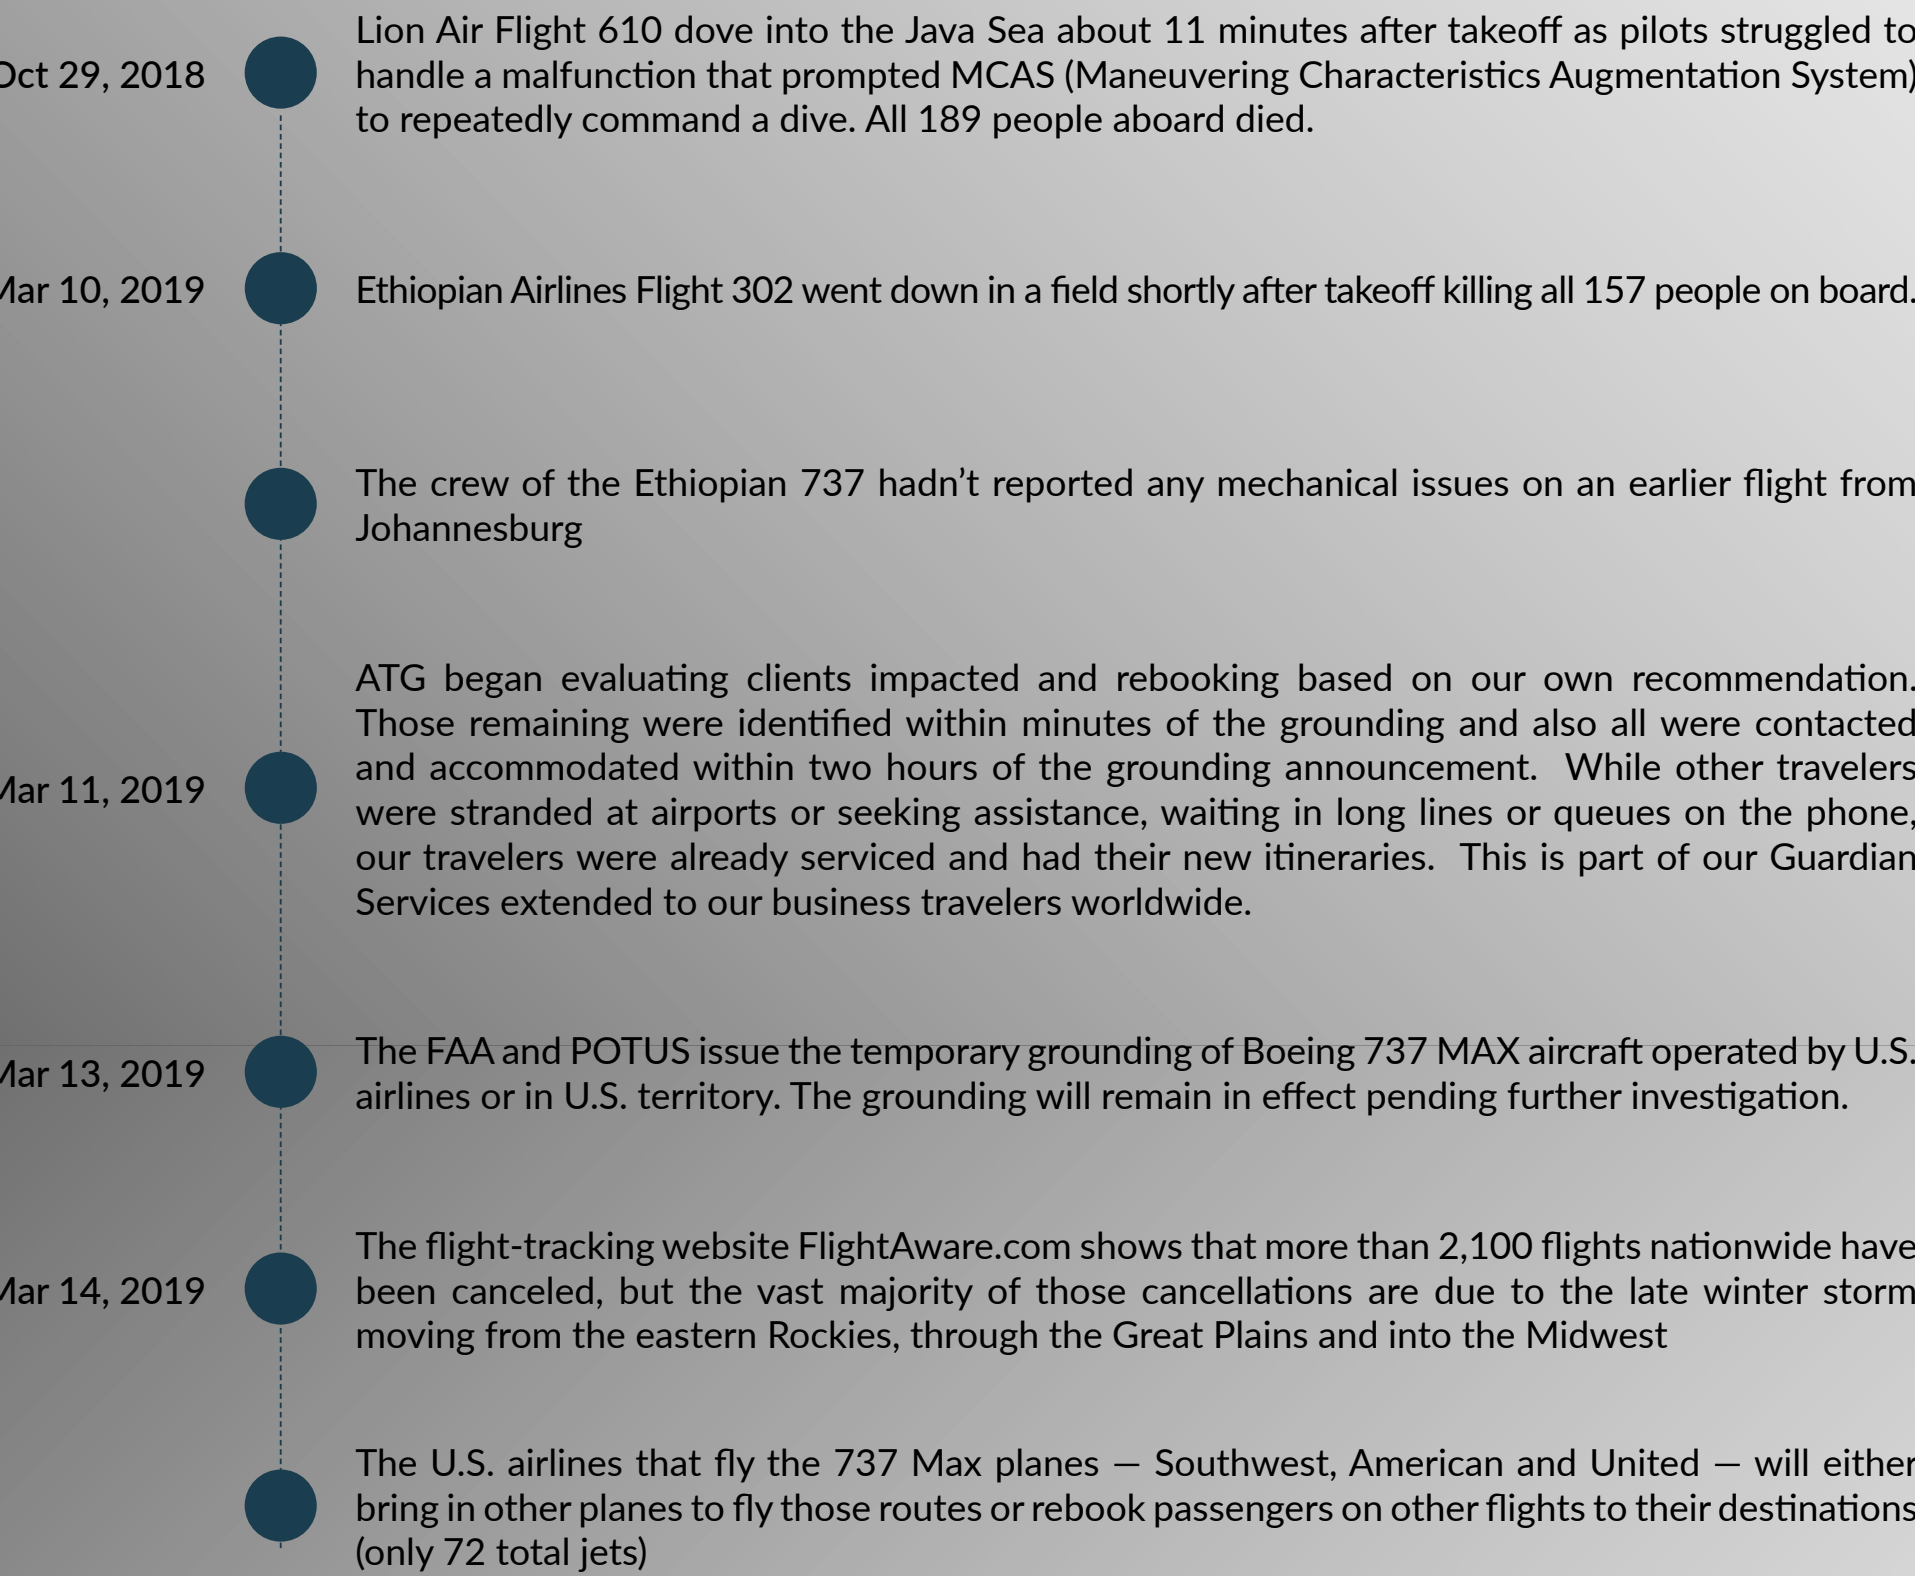 Lion Air Flight 610 dove into the Java Sea about 11 minutes after takeoff as pilots struggled to
Oct 29, 2018
handle a malfunction that prompted MCAS (Maneuvering Characteristics Augmentation System)
to repeatedly command a dive. All 189 people aboard died.
Mar 10, 2019
Ethiopian Airlines Flight 302 went down in a field shortly after takeoff killing all 157 people on board.
The crew of the Ethiopian 737 hadn’t reported any mechanical issues on an earlier flight from
Johannesburg
ATG began evaluating clients impacted and rebooking based on our own recommendation.
Those remaining were identified within minutes of the grounding and also all were contacted
and accommodated within two hours of the grounding announcement.  While other travelers
Mar 11, 2019
were stranded at airports or seeking assistance, waiting in long lines or queues on the phone,
our travelers were already serviced and had their new itineraries.  This is part of our Guardian
Services extended to our business travelers worldwide.
Mar 13, 2019
The FAA and POTUS issue the temporary grounding of Boeing 737 MAX aircraft operated by U.S.
airlines or in U.S. territory. The grounding will remain in effect pending further investigation.
The flight-tracking website FlightAware.com shows that more than 2,100 flights nationwide have
Mar 14, 2019
been canceled, but the vast majority of those cancellations are due to the late winter storm
moving from the eastern Rockies, through the Great Plains and into the Midwest
The U.S. airlines that fly the 737 Max planes — Southwest, American and United — will either
bring in other planes to fly those routes or rebook passengers on other flights to their destinations
(only 72 total jets)